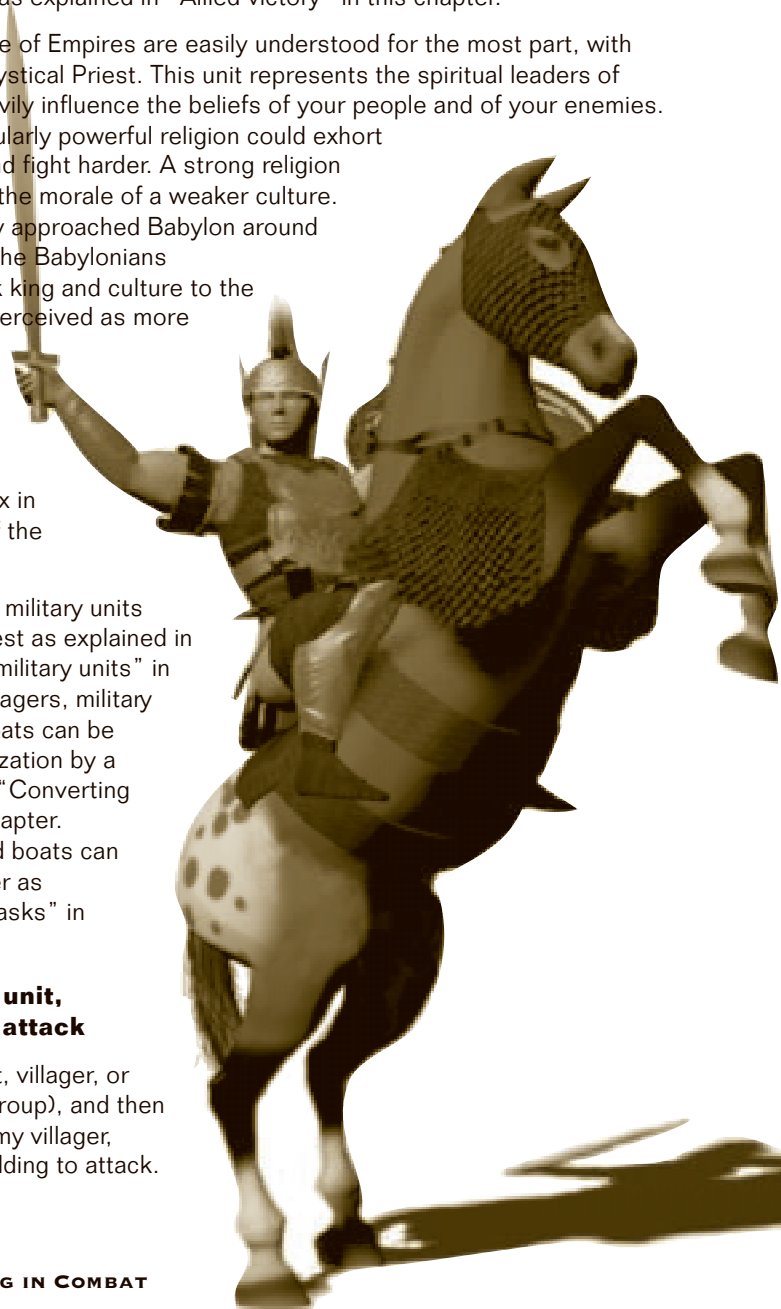 as explained in "Allied victory" in this chapter.
e of Empires are easily understood for the most part, with
ystical Priest. This unit represents the spiritual leaders of
vily influence the beliefs of your people and of your enemies.
ularly powerful religion could exhort
nd fight harder. A strong religion
the morale of a weaker culture.
y approached Babylon around
he Babylonians
k king and culture to the
erceived as more
x in
f the
military units
est as explained in
military units" in
agers, military
oats can be
zation by a
"Converting
apter.
d boats can
er as
asks" in
unit,
attack
t, villager, or
roup), and then
my villager,
lding to attack.
G IN COMBAT